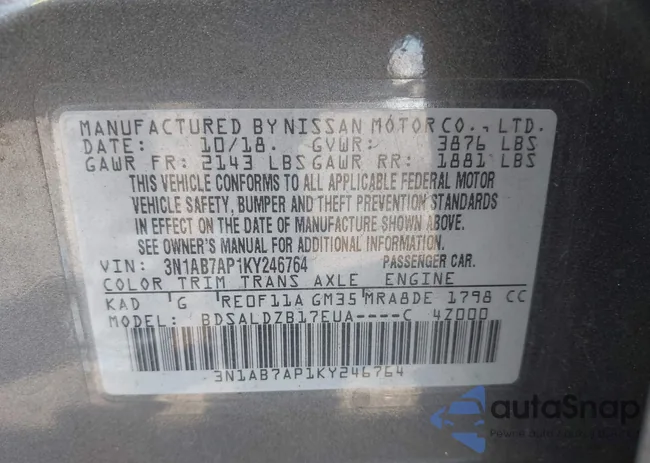 MANUFACTURED BY NISSAN MOTOR CO., LTD.
DATE: 10/18. GVWR: 3876 LBS
GAWR FR: 2143 LBS GAWR RR: 1881 LBS
THIS VEHICLE CONFORMS TO ALL APPLICABLE FEDERAL MOTOR
VEHICLE SAFETY, BUMPER AND THEFT PREVENTION STANDARDS
IN EFFECT ON THE DATE OF MANUFACTURE SHOWN ABOVE.
SEE OWNER'S MANUAL FOR ADDITIONAL INFORMATION
VIN: 3N1AB7AP1KY246764 PASSENGER CAR.
COLOR TRIM TRANS AXLE ENGINE
KAD G RE0F11A GM35 MRA8DE 1798 CC
MODEL: BDSALDZB17EUA----C 4Z000
3N1AB7AP1KY246764
autoSnap